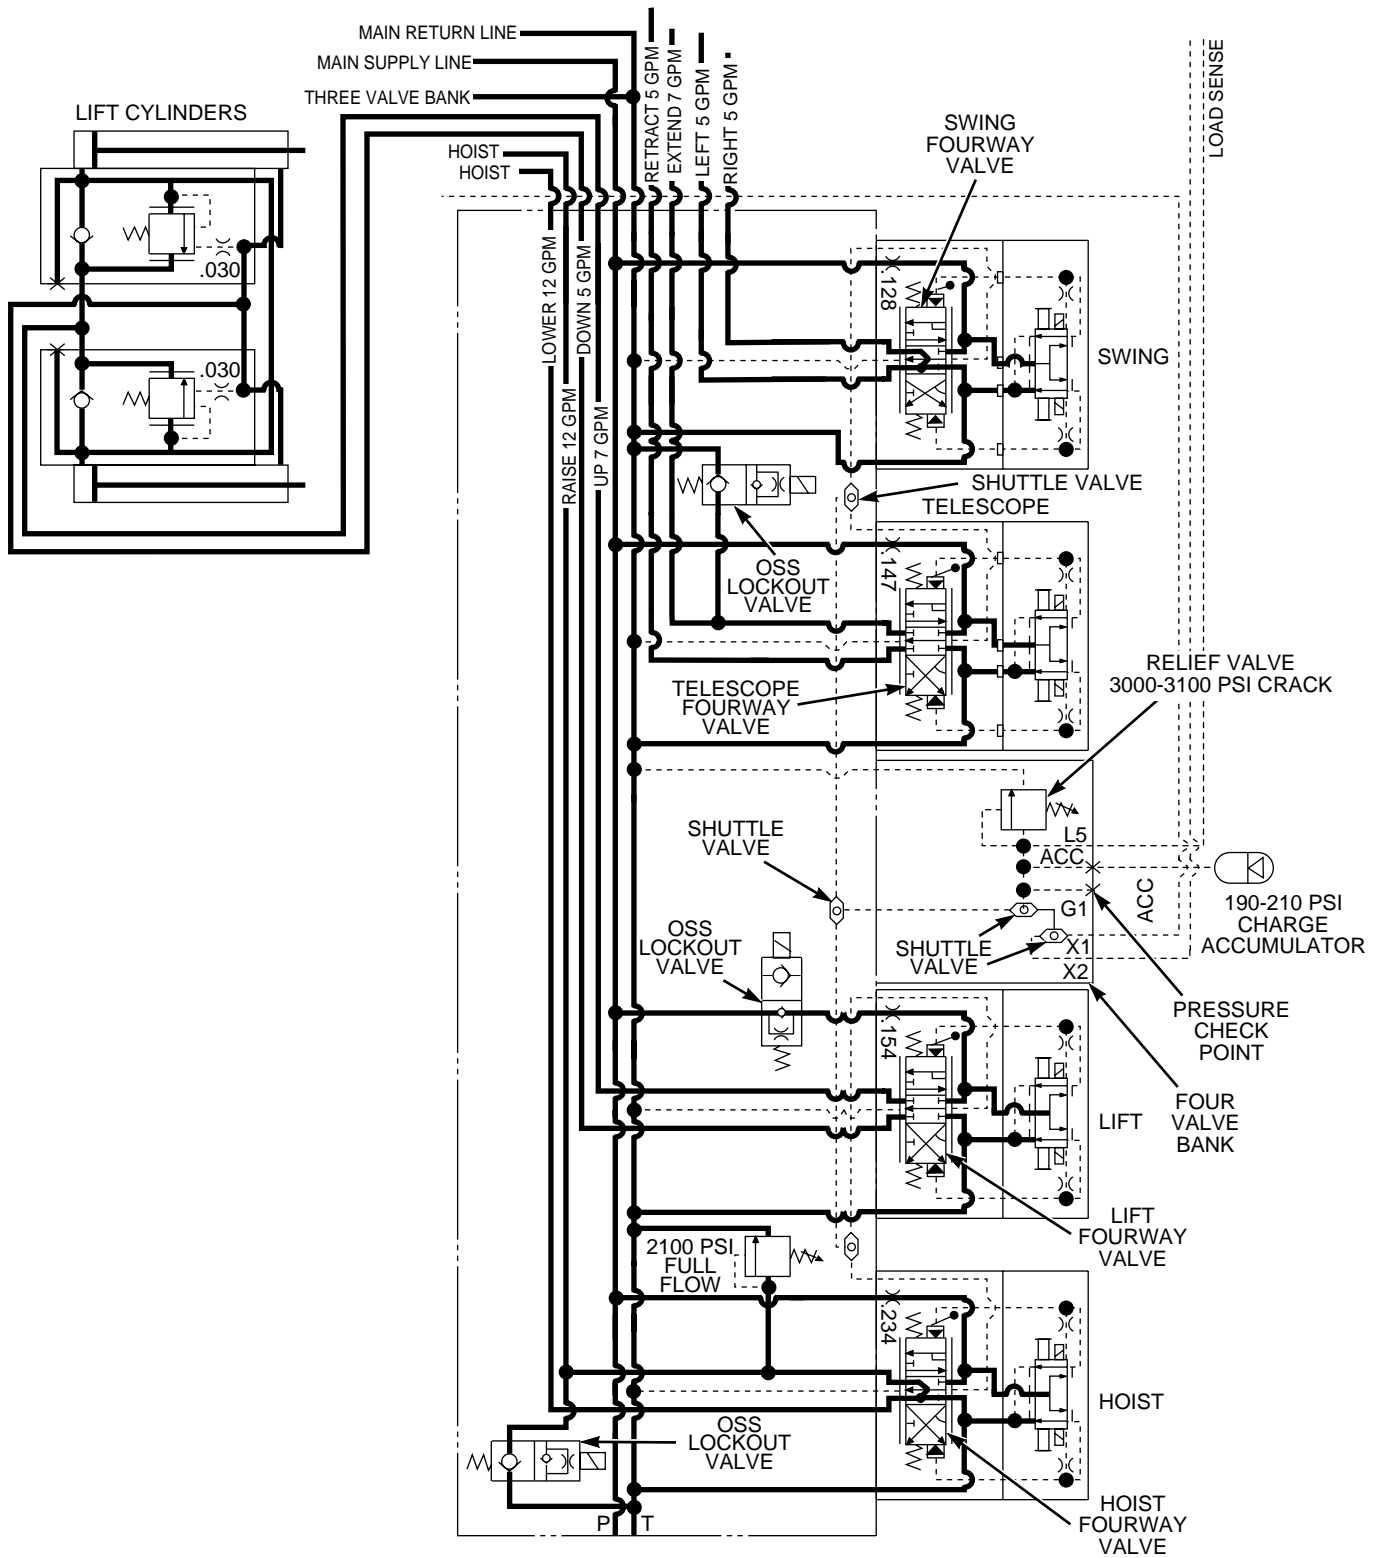 MAIN RETURN LINE
MAIN SUPPLY LINE
THREE VALVE BANK
LIFT CYLINDERS
HOIST
HOIST
RETRACT 5 GPM
EXTEND 7 GPM
LEFT 5 GPM
RIGHT 5 GPM
LOAD SENSE
SWING
FOURWAY
VALVE
.030
.030
LOWER 12 GPM
RAISE 12 GPM
DOWN 5 GPM
UP 7 GPM
.128
SWING
SHUTTLE VALVE
TELESCOPE
OSS
LOCKOUT
VALVE
.147
TELESCOPE
FOURWAY
VALVE
RELIEF VALVE
3000-3100 PSI CRACK
SHUTTLE
VALVE
L5
ACC
ACC
G1
X1
X2
SHUTTLE
VALVE
190-210 PSI
CHARGE
ACCUMULATOR
OSS
LOCKOUT
VALVE
PRESSURE
CHECK
POINT
.154
LIFT
FOUR
VALVE
BANK
LIFT
FOURWAY
VALVE
2100 PSI
FULL
FLOW
.234
HOIST
OSS
LOCKOUT
VALVE
HOIST
FOURWAY
VALVE
P
T